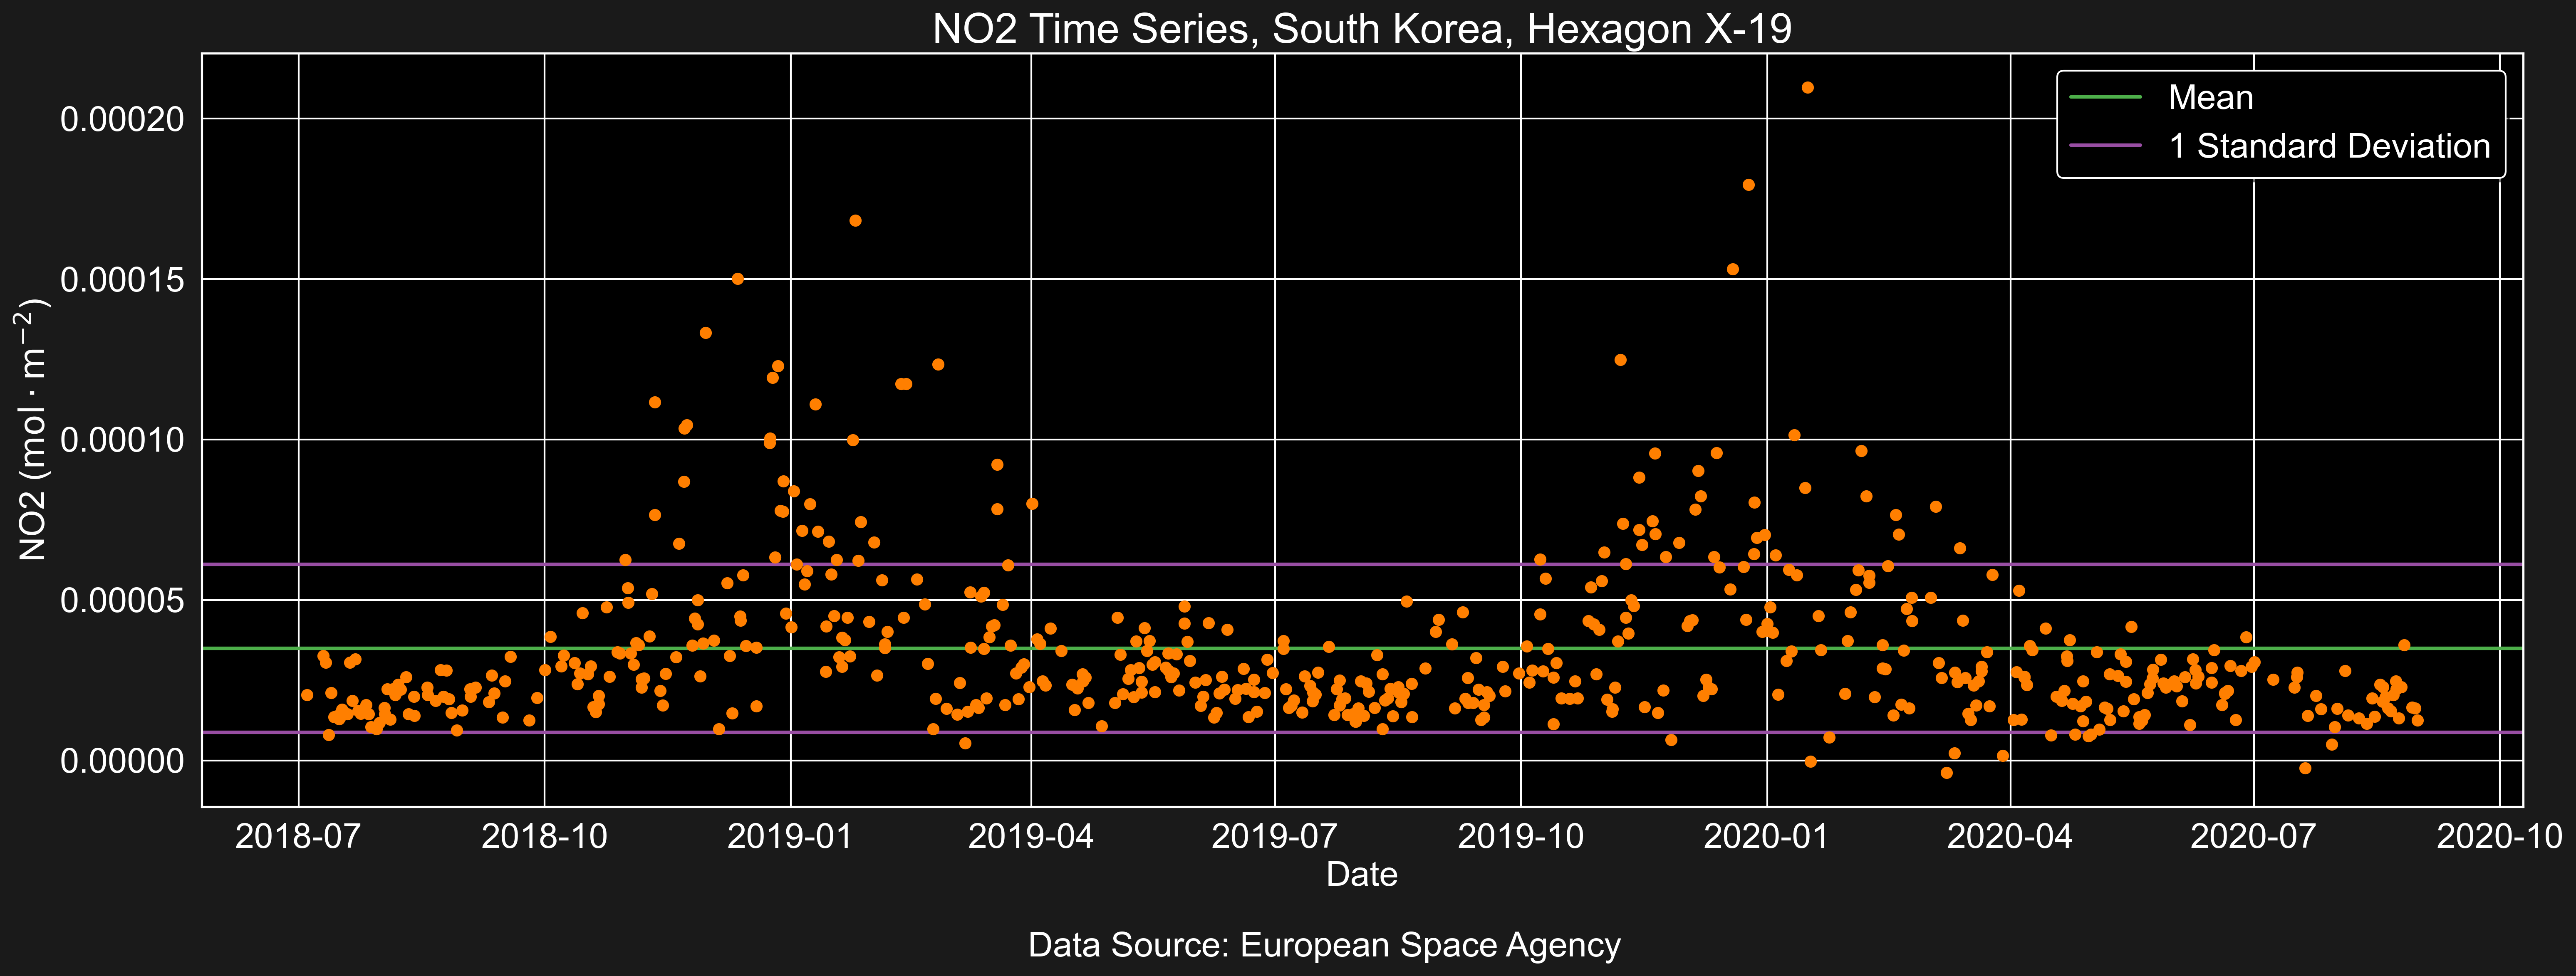 NO2 Time Series, South Korea, Hexagon X-19
Mean
1 Standard Deviation
NO2 (mol · m⁻²)
0.00020
0.00015
0.00010
0.00005
0.00000
2018-07 2018-10 2019-01 2019-04 2019-07 2019-10 2020-01 2020-04 2020-07 2020-10
Date
Data Source: European Space Agency